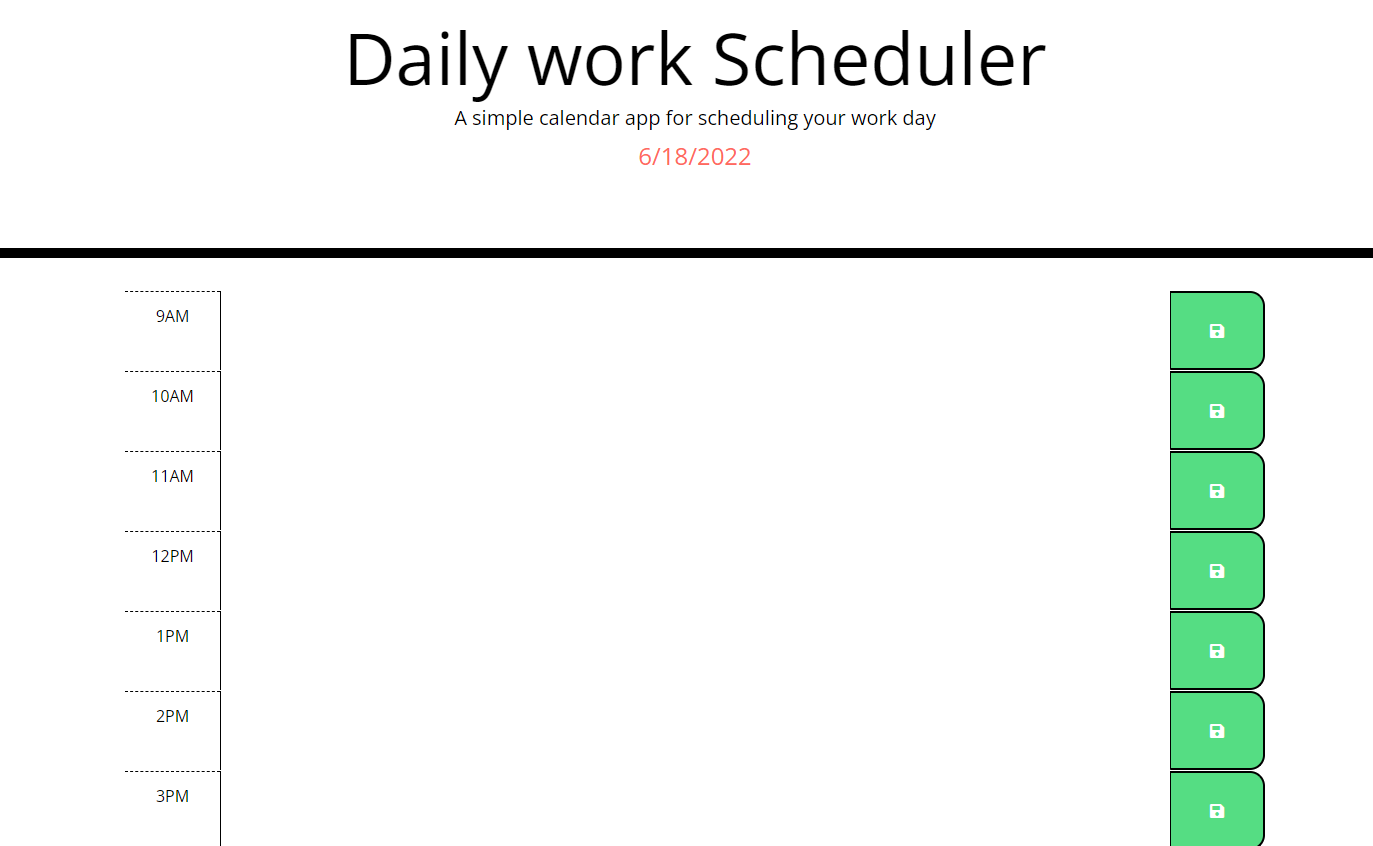 Daily work Scheduler
A simple calendar app for scheduling your work day
6/18/2022
9AM
10AM
11AM
12PM
1PM
2PM
3PM